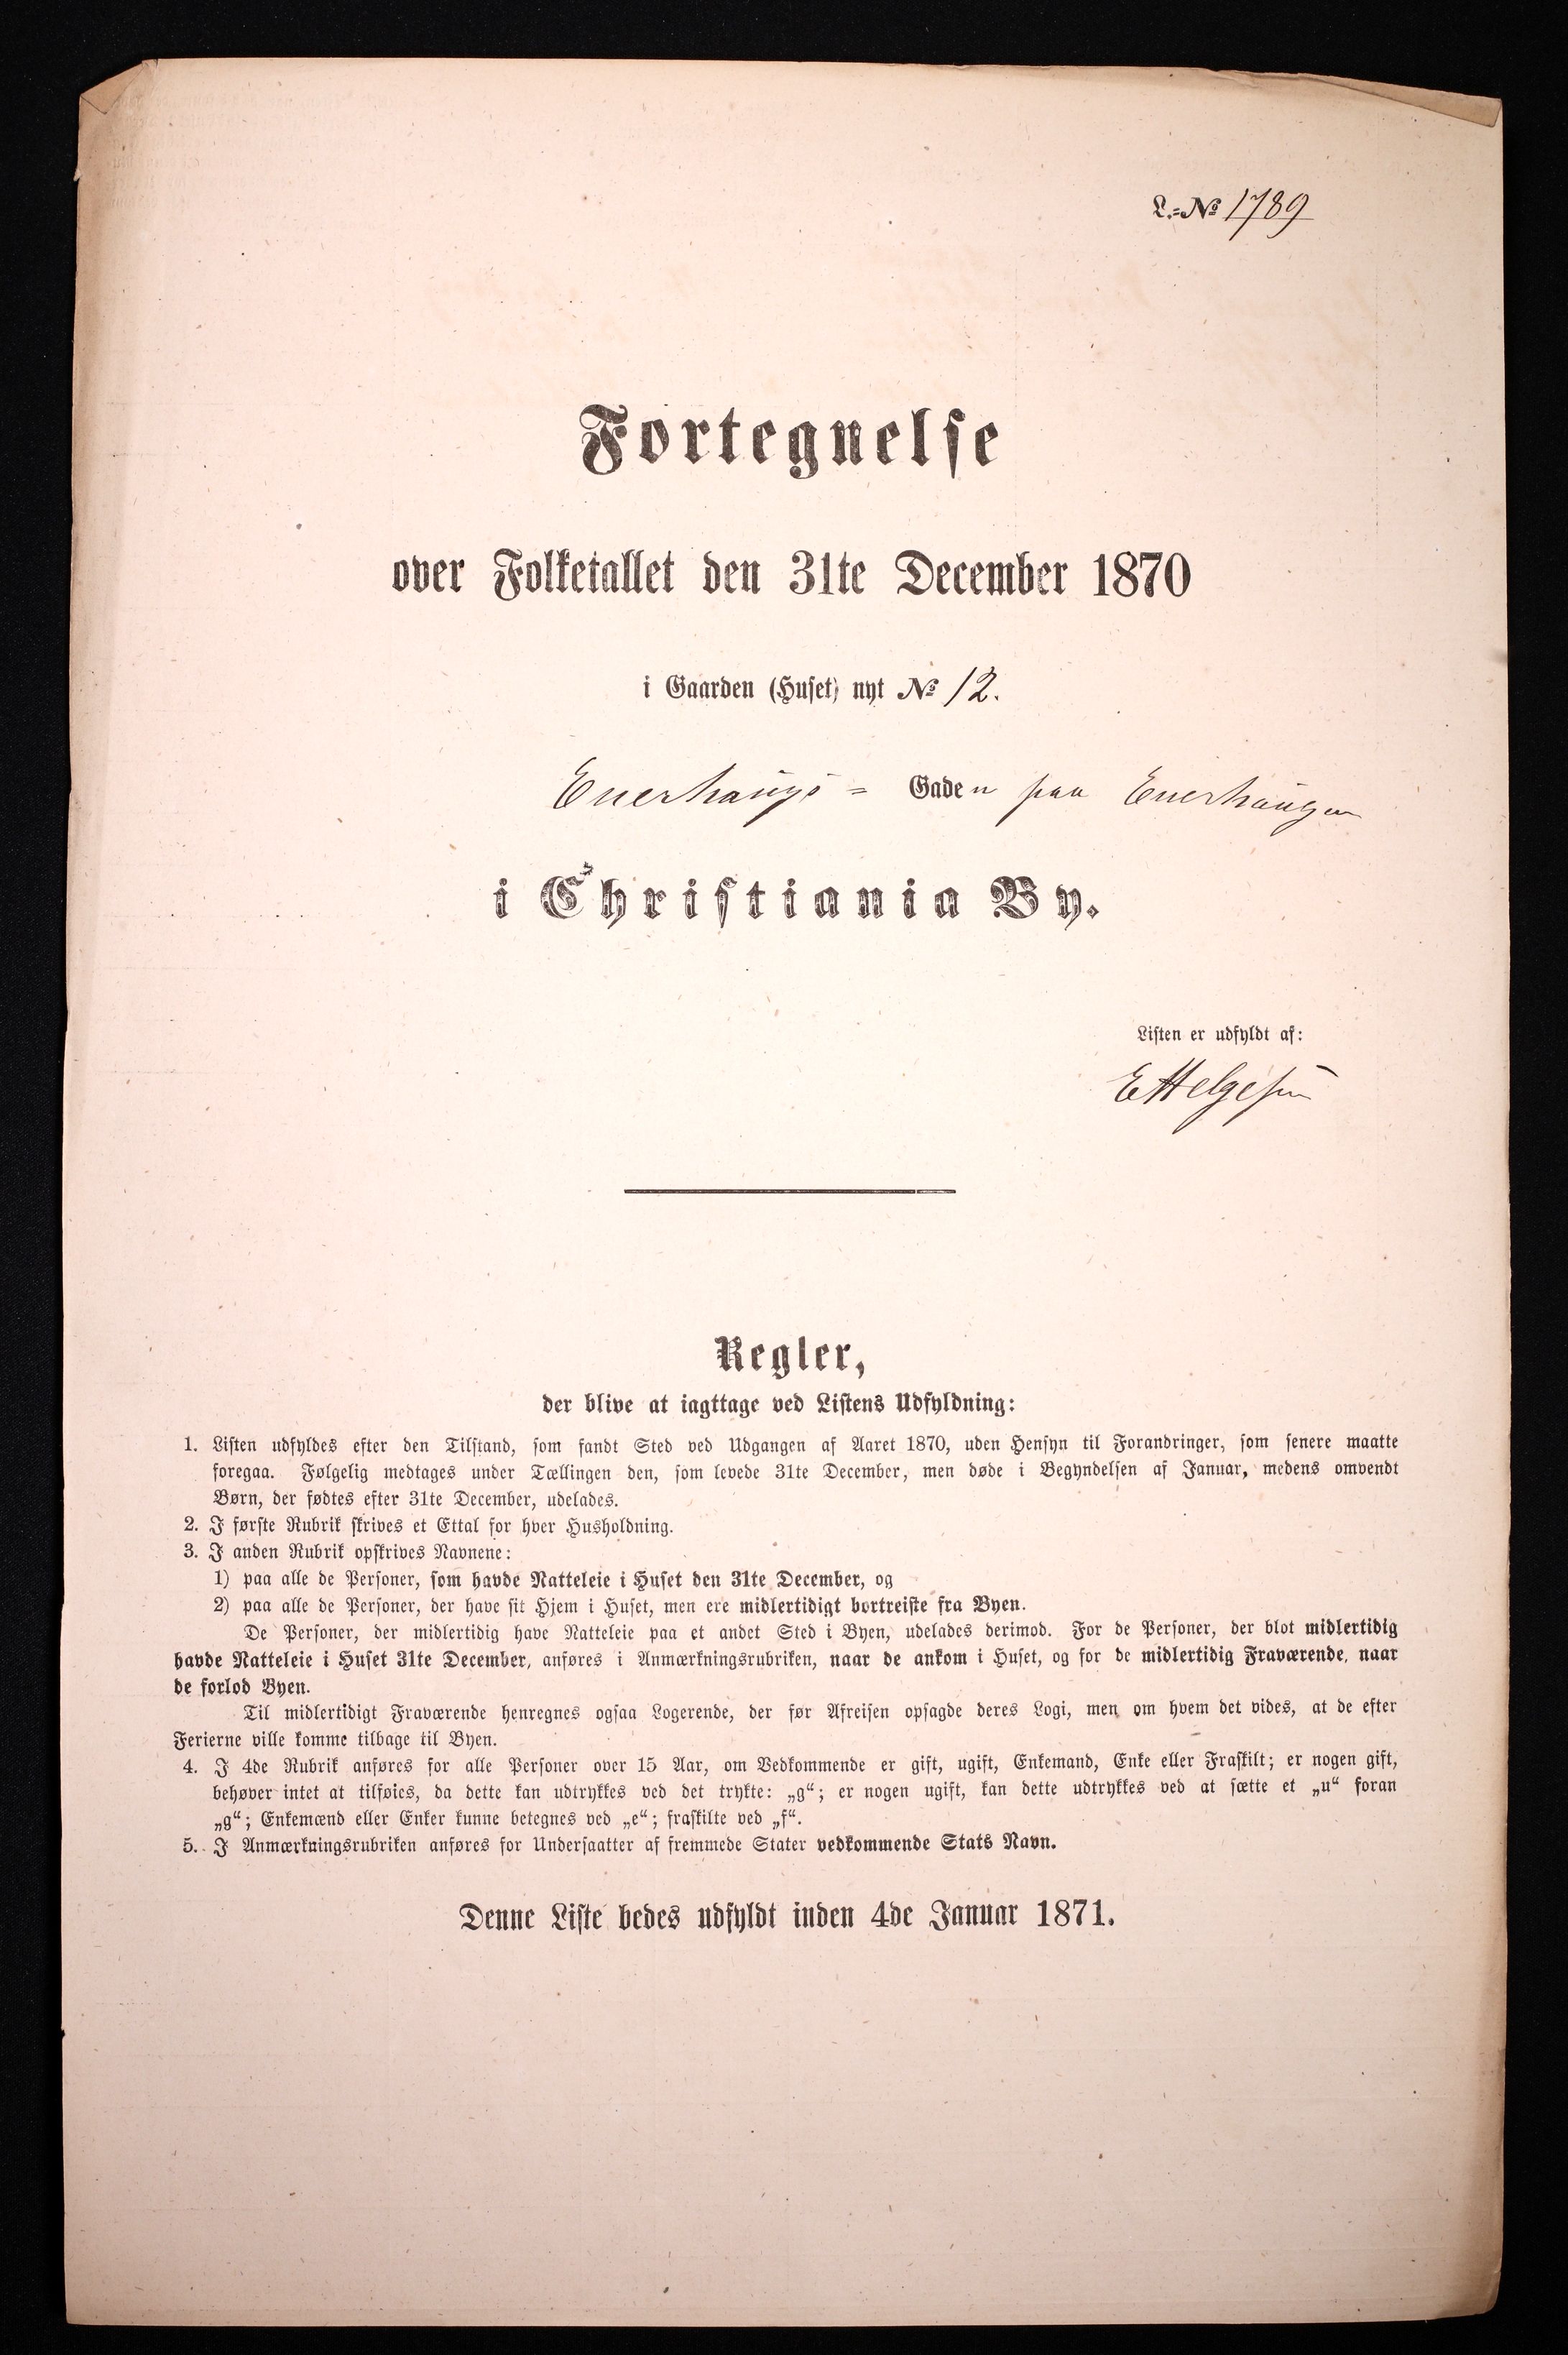 L.=№ 1789
Fortegnelse
over Folketallet den 31te December 1870
i Gaarden (Huset) nyt № 12.
Enerhaugs = Gaden paa Enerhaugen
i Christiania By.
Listen er udfyldt af:
E Helgesen
Regler,
der blive at iagttage ved Listens Udfyldning:
1. Listen udfyldes efter den Tilstand, som fandt Sted ved Udgangen af Aaret 1870, uden Hensyn til Forandringer, som senere maatte
foregaa. Følgelig medtages under Tællingen den, som levede 31te December, men døde i Begyndelsen af Januar, medens omvendt
Børn, der fødtes efter 31te December, udelades.
2. I første Rubrik skrives et Ettal for hver Husholdning.
3. I anden Rubrik opskrives Navnene:
1) paa alle de Personer, som havde Natteleie i Huset den 31te December, og
2) paa alle de Personer, der have sit Hjem i Huset, men ere midlertidigt bortreiste fra Byen.
De Personer, der midlertidig have Natteleie paa et andet Sted i Byen, udelades derimod. For de Personer, der blot midlertidig
havde Natteleie i Huset 31te December, anføres i Anmærkningsrubriken, naar de ankom i Huset, og for de midlertidig Fraværende, naar
de forlod Byen.
Til midlertidigt Fraværende henregnes ogsaa Logerende, der før Afreisen opsagde deres Logi, men om hvem det vides, at de efter
Ferierne ville komme tilbage til Byen.
4. I 4de Rubrik anføres for alle Personer over 15 Aar, om Vedkommende er gift, ugift, Enkemand, Enke eller Fraskilt; er nogen gift,
behøver intet at tilføies, da dette kan udtrykkes ved det trykte: „g“; er nogen ugift, kan dette udtrykkes ved at sætte et „u“ foran
„g“; Enkemænd eller Enker kunne betegnes ved „e“; fraskilte ved „f“.
5. I Anmærkningsrubriken anføres for Undersaatter af fremmede Stater vedkommende Stats Navn.
Denne Liste bedes udfyldt inden 4de Januar 1871.